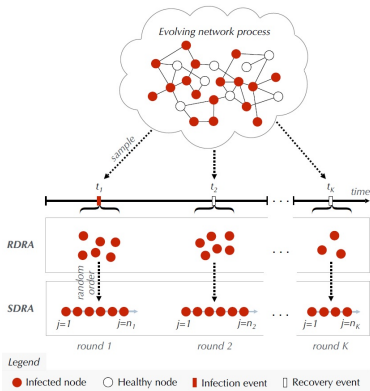 Evolving network process
sample
t1 t2 tK time
RDRA
. . .
random order
SDRA
. . .
j=1 j=n1 j=1 j=n2 j=1 j=nK
round 1 round 2 round K
Legend
Infected node Healthy node Infection event Recovery event